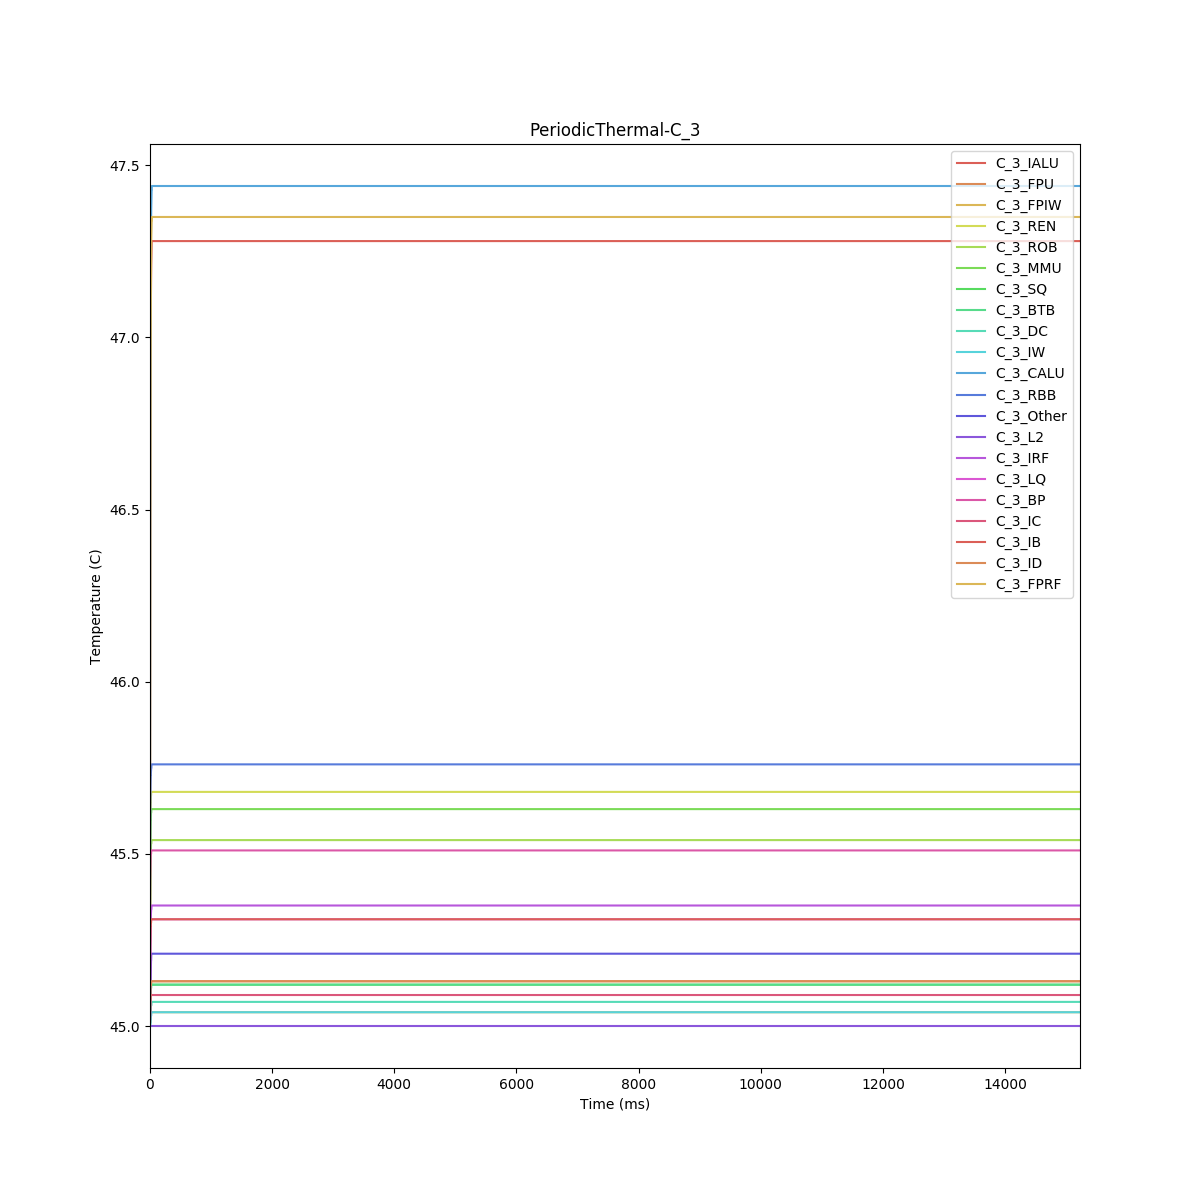 PeriodicThermal-C_3
47.5
47.0
46.5
46.0
45.5
45.0
Temperature (C)
C_3_IALU
C_3_FPU
C_3_FPIW
C_3_REN
C_3_ROB
C_3_MMU
C_3_SQ
C_3_BTB
C_3_DC
C_3_IW
C_3_CALU
C_3_RBB
C_3_Other
C_3_L2
C_3_IRF
C_3_LQ
C_3_BP
C_3_IC
C_3_IB
C_3_ID
C_3_FPRF
0 2000 4000 6000 8000 10000 12000 14000
Time (ms)